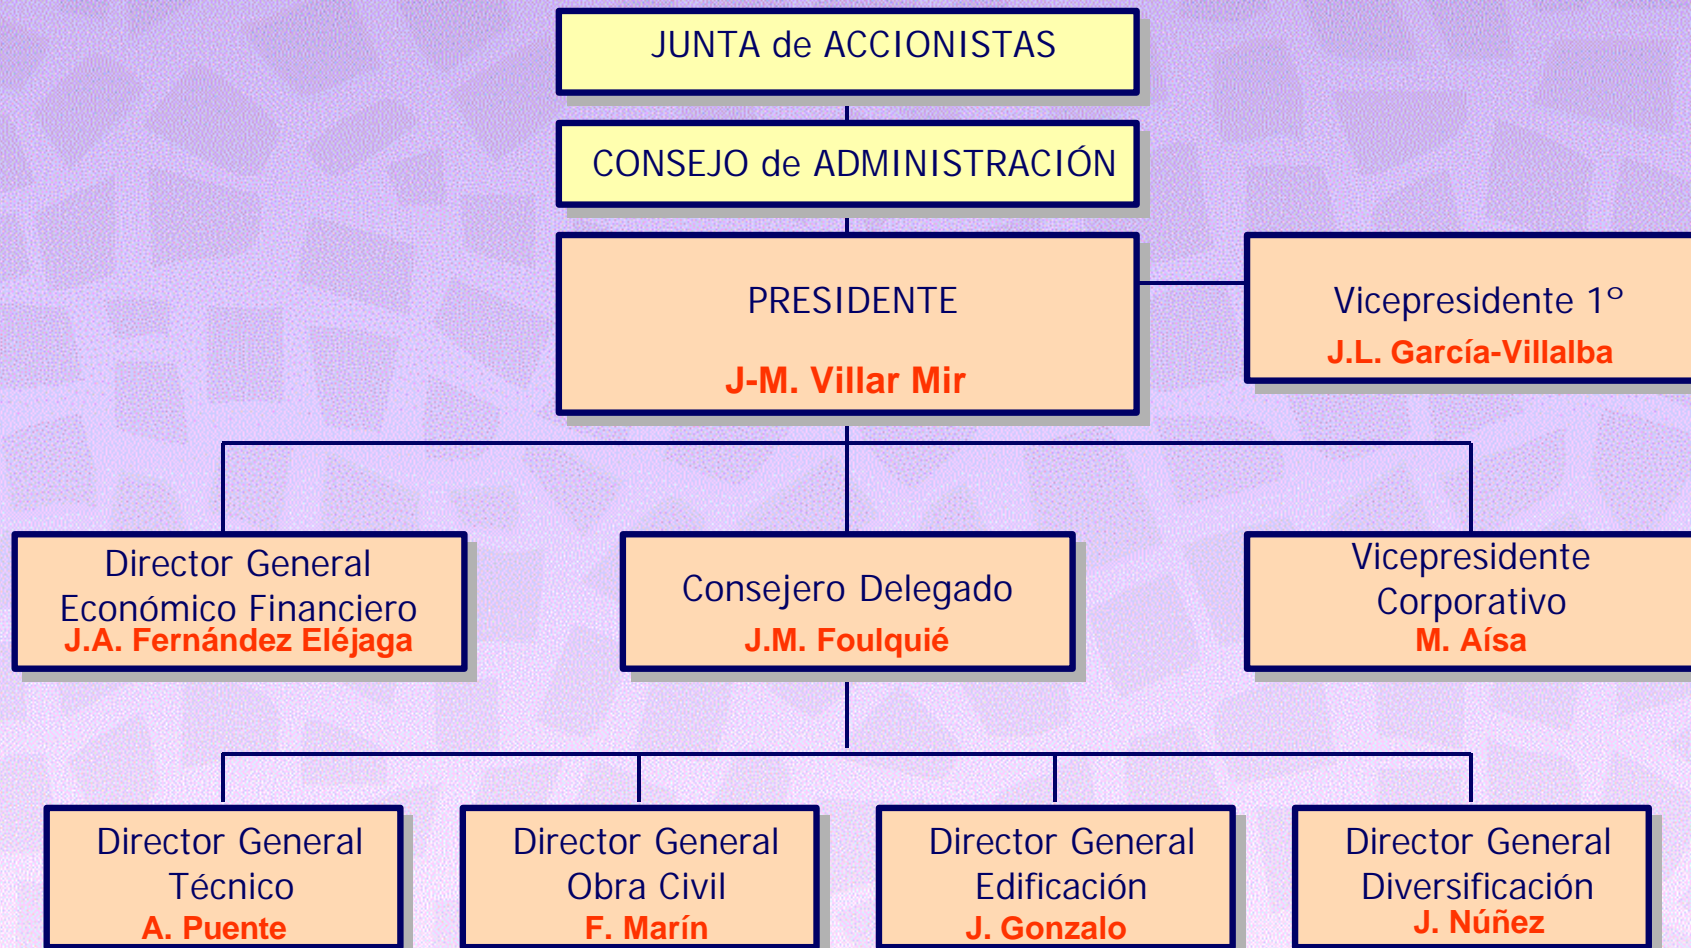 JUNTA de ACCIONISTAS
CONSEJO de ADMINISTRACIÓN
PRESIDENTE
J-M. Villar Mir
Vicepresidente 1º
J.L. García-Villalba
Director General
Económico Financiero
J.A. Fernández Eléjaga
Consejero Delegado
J.M. Foulquié
Vicepresidente
Corporativo
M. Aísa
Director General
Técnico
A. Puente
Director General
Obra Civil
F. Marín
Director General
Edificación
J. Gonzalo
Director General
Diversificación
J. Núñez